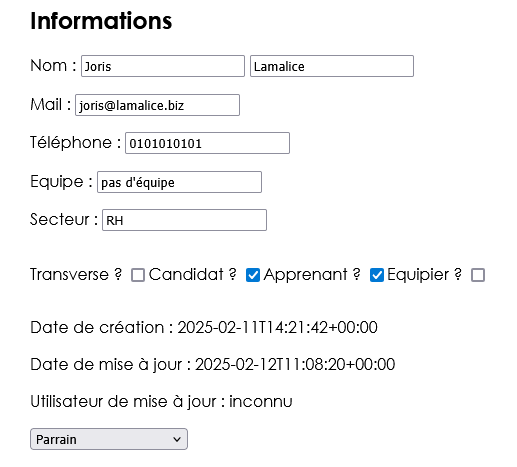 Informations
Nom : Joris Lamalice
Mail : joris@lamalice.biz
Téléphone : 0101010101
Equipe : pas d'équipe
Secteur : RH
Transverse ? Candidat ? Apprenant ? Equipier ?
Date de création : 2025-02-11T14:21:42+00:00
Date de mise à jour : 2025-02-12T11:08:20+00:00
Utilisateur de mise à jour : inconnu
Parrain